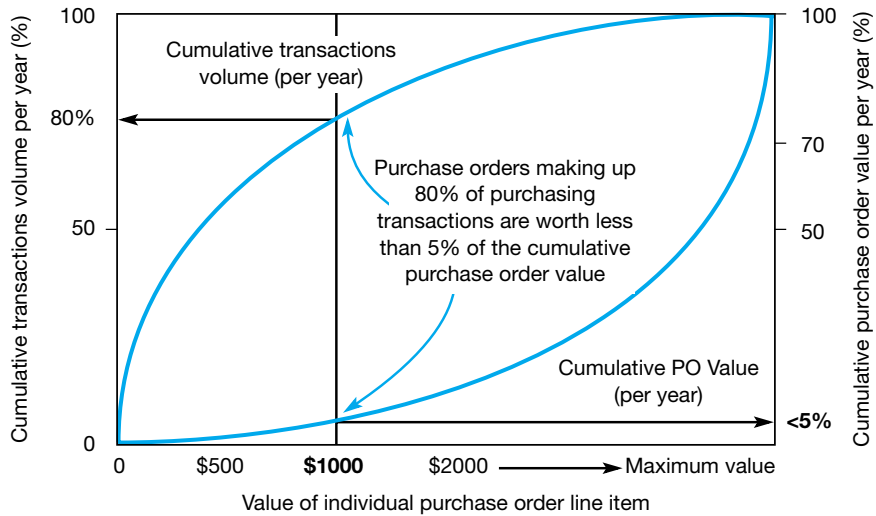 Cumulative transactions volume per year (%)
100
80%
50
0
Cumulative transactions
volume (per year)
Purchase orders making up
80% of purchasing
transactions are worth less
than 5% of the cumulative
purchase order value
Cumulative PO Value
(per year)
100
70
50
<5%
Cumulative purchase order value per year (%)
0 $500 $1000 $2000 Maximum value
Value of individual purchase order line item